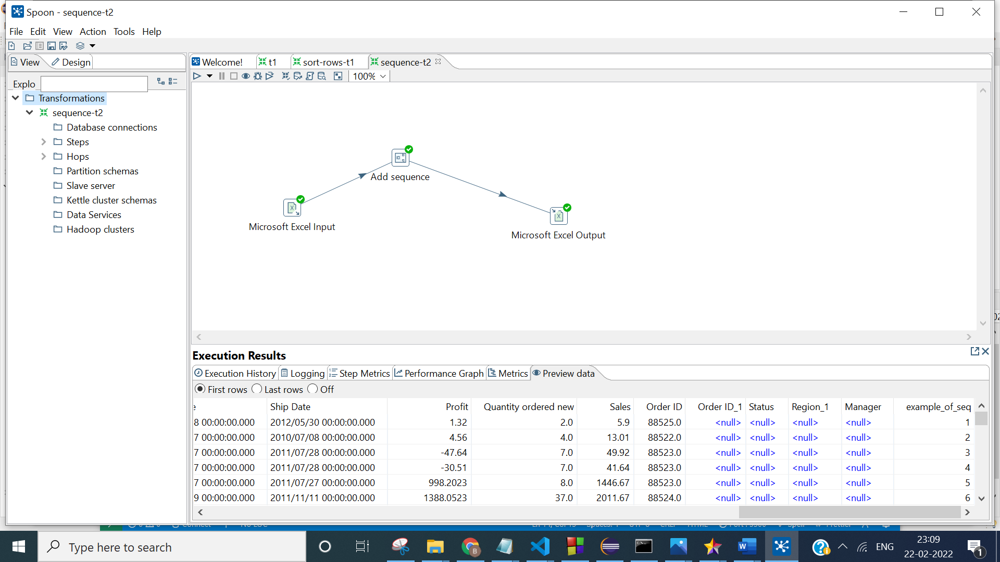 Spoon - sequence-t2
File Edit View Action Tools Help
View Design
Welcome! t1 sort-rows-t1 sequence-t2
100%
Explo
Transformations
sequence-t2
Database connections
Steps
Hops
Partition schemas
Slave server
Kettle cluster schemas
Data Services
Hadoop clusters
Add sequence
Microsoft Excel Input
Microsoft Excel Output
Execution Results
Execution History Logging Step Metrics Performance Graph Metrics Preview data
First rows Last rows Off
Ship Date Profit Quantity ordered new Sales Order ID Order ID_1 Status Region_1 Manager example_of_seq
8 00:00:00.000 2012/05/30 00:00:00.000 1.32 2.0 5.9 88525.0 <null> <null> <null> <null> 1
7 00:00:00.000 2010/07/08 00:00:00.000 4.56 4.0 13.01 88522.0 <null> <null> <null> <null> 2
7 00:00:00.000 2011/07/28 00:00:00.000 -47.64 7.0 49.92 88523.0 <null> <null> <null> <null> 3
7 00:00:00.000 2011/07/28 00:00:00.000 -30.51 7.0 41.64 88523.0 <null> <null> <null> <null> 4
7 00:00:00.000 2011/07/27 00:00:00.000 998.2023 8.0 1446.67 88523.0 <null> <null> <null> <null> 5
9 00:00:00.000 2011/11/11 00:00:00.000 1388.0523 37.0 2011.67 88524.0 <null> <null> <null> <null> 6
Type here to search
ENG
23:09
22-02-2022
1